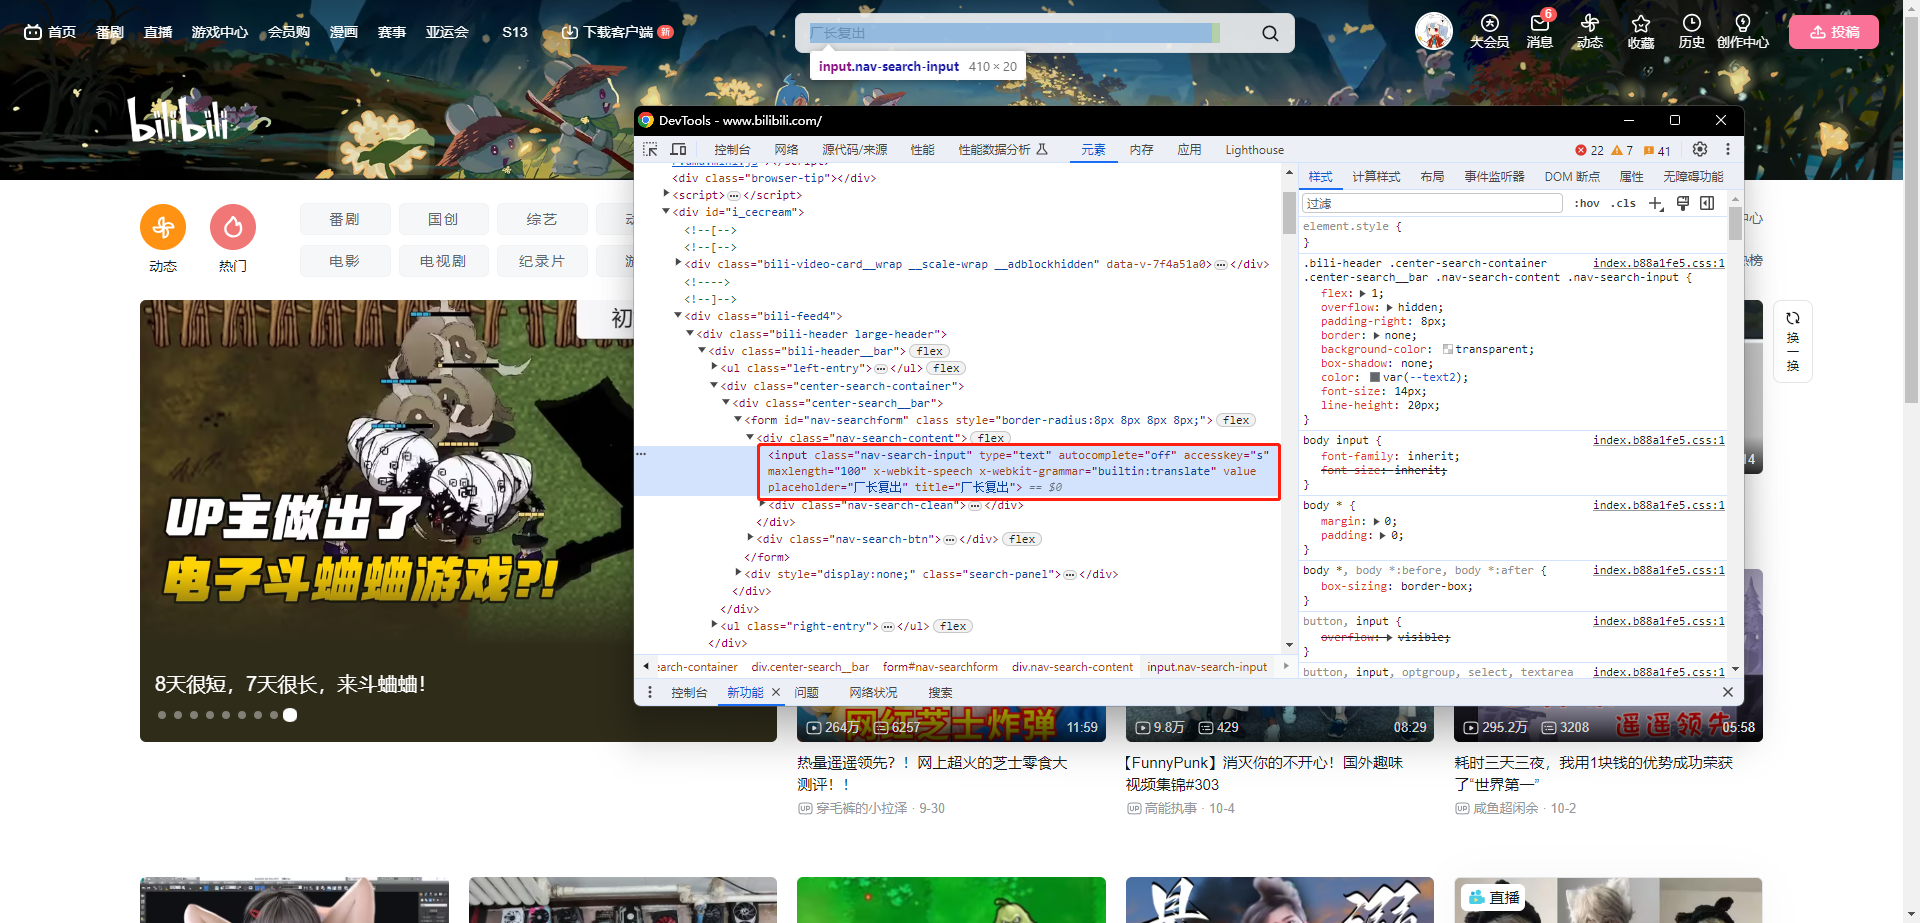 首页 番剧 直播 游戏中心 会员购 漫画 赛事 亚运会 S13 下载客户端 新
厂长复出
大会员 消息 6 动态 收藏 历史 创作中心 投稿
input.nav-search-input 410 × 20
bilibili
DevTools - www.bilibili.com/
控制台 网络 源代码/来源 性能 性能数据分析 元素 内存 应用 Lighthouse 22 7 41
<div class="browser-tip"></div>
<script>…</script>
<div id="i_cecream">
<!--[-->
<!--[-->
<div class="bili-video-card__wrap __scale-wrap __adblockhidden" data-v-7f4a51a0>…</div>
<!---->
<!--]-->
<div class="bili-feed4">
<div class="bili-header large-header">
<div class="bili-header__bar"> flex
<ul class="left-entry">…</ul> flex
<div class="center-search-container">
<div class="center-search__bar">
<form id="nav-searchform" class style="border-radius:8px 8px 8px 8px;"> flex
<div class="nav-search-content"> flex
<input class="nav-search-input" type="text" autocomplete="off" accesskey="s"
maxlength="100" x-webkit-speech x-webkit-grammar="builtin:translate" value
placeholder="厂长复出" title="厂长复出"> == $0
<div class="nav-search-clean">…</div>
</div>
<div class="nav-search-btn">…</div> flex
</form>
<div style="display:none;" class="search-panel">…</div>
</div>
</div>
<ul class="right-entry">…</ul> flex
</div>
earch-container div.center-search__bar form#nav-searchform div.nav-search-content input.nav-search-input
控制台 新功能 问题 网络状况 搜索
样式 计算样式 布局 事件监听器 DOM 断点 属性 无障碍功能
过滤 :hov .cls
element.style {
}
.bili-header .center-search-container index.b88a1fe5.css:1
.center-search__bar .nav-search-content .nav-search-input {
flex: 1;
overflow: hidden;
padding-right: 8px;
border: none;
background-color: transparent;
box-shadow: none;
color: var(--text2);
font-size: 14px;
line-height: 20px;
}
body input { index.b88a1fe5.css:1
font-family: inherit;
font-size: inherit;
}
body * { index.b88a1fe5.css:1
margin: 0;
padding: 0;
}
body *, body *:before, body *:after { index.b88a1fe5.css:1
box-sizing: border-box;
}
button, input { index.b88a1fe5.css:1
overflow: visible;
}
button, input, optgroup, select, textarea index.b88a1fe5.css:1
动态 热门
番剧 国创 综艺
电影 电视剧 纪录片
中心
热榜
换
一
换
初
UP主做出了
电子斗蛐蛐游戏?!
8天很短，7天很长，来斗蛐蛐！
14
网红芝士炸弹
264万 6257 11:59
9.8万 429 08:29
遥遥领先
295.2万 3208 05:58
热量遥遥领先？！网上超火的芝士零食大
测评！！
UP 穿毛裤的小拉泽 · 9-30
【FunnyPunk】消灭你的不开心！国外趣味
视频集锦#303
UP 高能执事 · 10-4
耗时三天三夜，我用1块钱的优势成功荣获
了“世界第一”
UP 咸鱼超闲余 · 10-2
直播